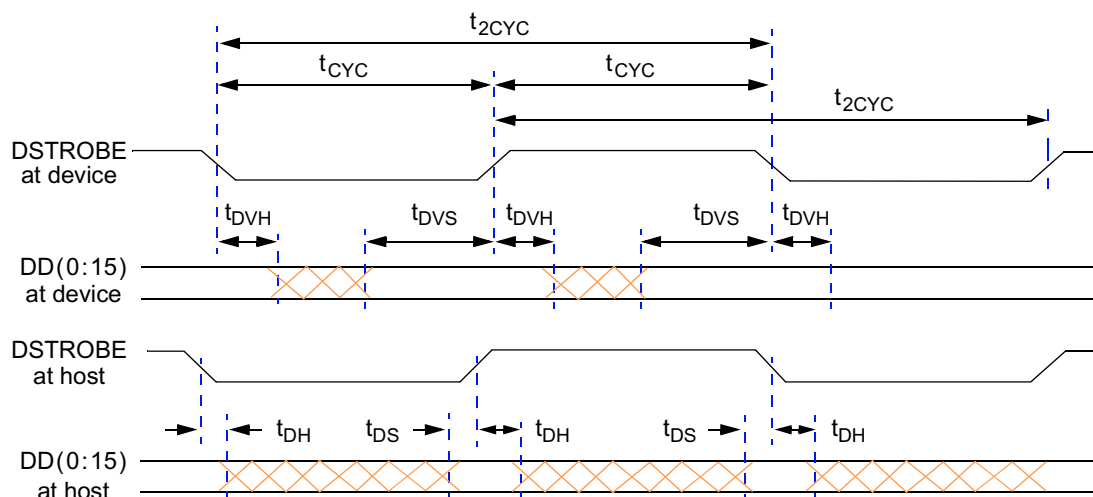 t2CYC
tCYC tCYC
t2CYC
DSTROBE
at device
tDVH tDVS tDVH tDVS tDVH
DD(0:15)
at device
DSTROBE
at host
tDH tDS tDH tDS tDH
DD(0:15)
at host